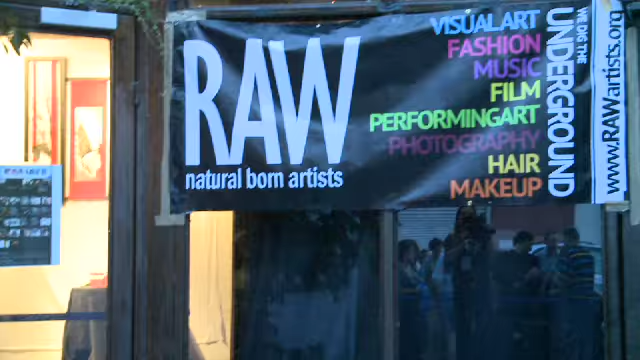 RAW
natural born artists
VISUALART
FASHION
MUSIC
FILM
PERFORMINGART
PHOTOGRAPHY
HAIR
MAKEUP
WE DIG THE
UNDERGROUND
www.RAWartists.org